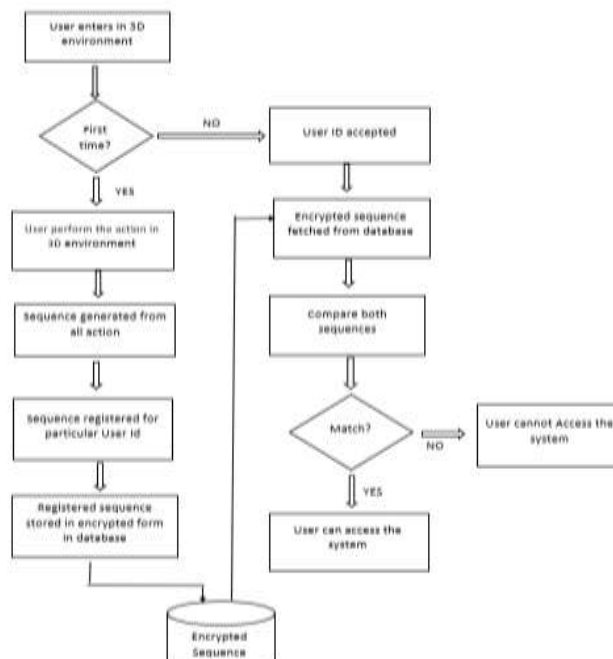 User enters in 3D
environment
First
time?
NO
YES
User perform the action in
3D environment
Sequence generated from
all action
Sequence registered for
particular User Id
Registered sequence
stored in encrypted form
in database
Encrypted
Sequence
User ID accepted
Encrypted sequence
fetched from database
Compare both
sequences
Match?
NO
User cannot Access the
system
YES
User can access the
system